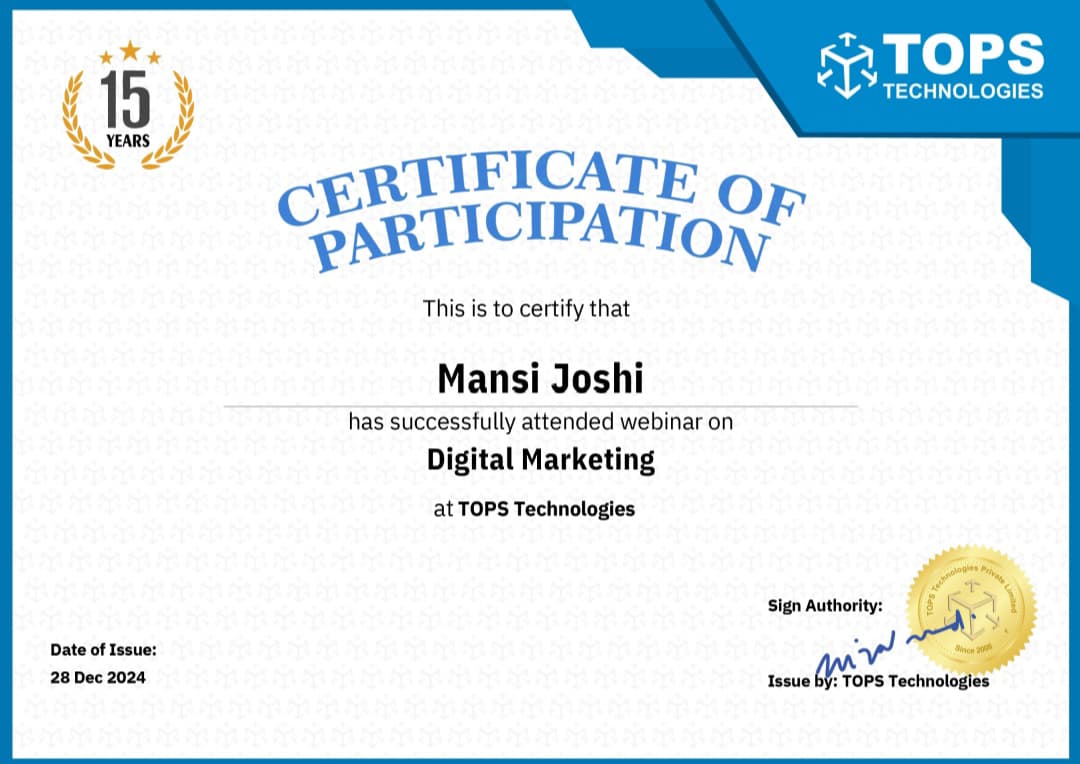 15
YEARS
TOPS
TECHNOLOGIES
CERTIFICATE OF
PARTICIPATION
This is to certify that
Mansi Joshi
has successfully attended webinar on
Digital Marketing
at TOPS Technologies
Date of Issue:
28 Dec 2024
Sign Authority:
TOPS Technologies Private Limited
Issue by: TOPS Technologies